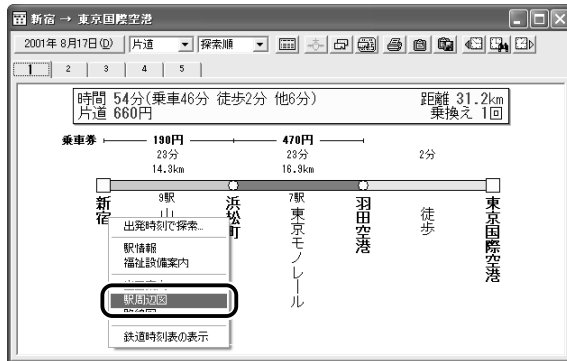 新宿 → 東京国際空港
2001年 8月17日(D) 片道 探索順
1 2 3 4 5
時間 54分(乗車46分 徒歩2分 他6分) 距離 31.2km
片道 660円 乗換え 1回
乗車券 190円 470円
23分 23分 2分
14.3km 16.9km
9駅 7駅
新宿
山
浜松町
東京モノレール
羽田空港
徒歩
東京国際空港
出発時刻で探索...
駅情報
福祉設備案内
駅周辺図
鉄道時刻表の表示